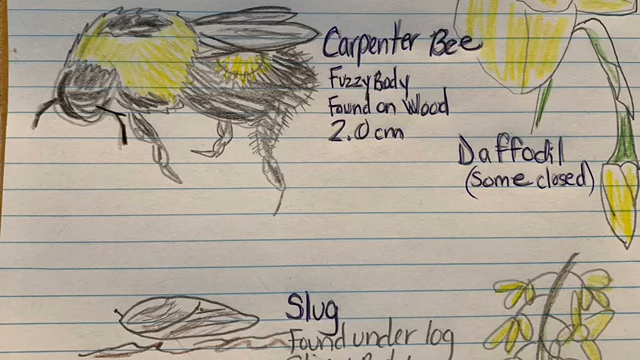 Carpenter Bee
Fuzzy Body
Found on Wood
2.0 cm
Daffodil
(Some closed)
Slug
Found under log